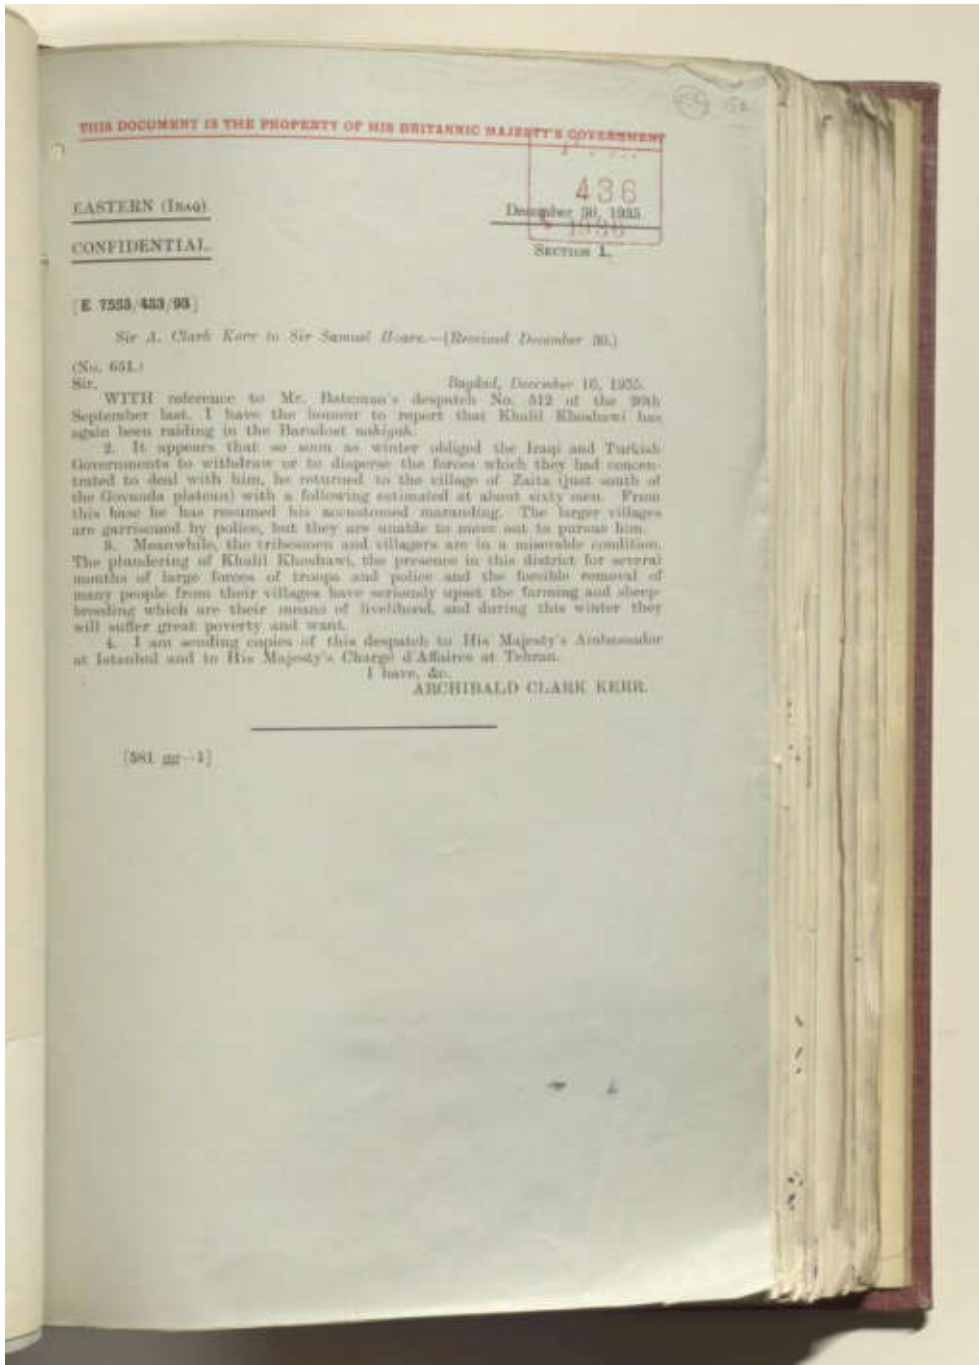 THIS DOCUMENT IS THE PROPERTY OF HIS BRITANNIC MAJESTY'S GOVERNMENT
436
1936
EASTERN (IRAQ)
December 30, 1935.
CONFIDENTIAL.
SECTION 1.
[E 7553/433/93]
Sir A. Clark Kerr to Sir Samuel Hoare.—(Received December 30.)
(No. 651.)
Sir, Bagdad, December 16, 1935.
WITH reference to Mr. Bateman's despatch No. 512 of the
September last, I have the honour to report that Khalil Khoshawi has
again been raiding in the Baradost nahiyah.
2. It appears that so soon as winter obliged the Iraqi and Turkish
Governments to withdraw or to disperse the forces which they had concen-
trated to deal with him, he returned to the village of Zaita (just south of
the Govanda plateau) with a following estimated at about sixty men. From
this base he has resumed his accustomed marauding. The larger villages
are garrisoned by police, but they are unable to move out to pursue him.
3. Meanwhile, the tribesmen and villagers are in a miserable condition.
The plundering of Khalil Khoshawi, the presence in this district for several
months of large forces of troops and police and the forcible removal of
many people from their villages have seriously upset the farming and sheep-
breeding which are their means of livelihood, and during this winter they
will suffer great poverty and want.
4. I am sending copies of this despatch to His Majesty's Ambassador
at Istanbul and to His Majesty's Chargé d'Affaires at Tehran.
I have, &c.
ARCHIBALD CLARK KERR.
[581 gg—1]